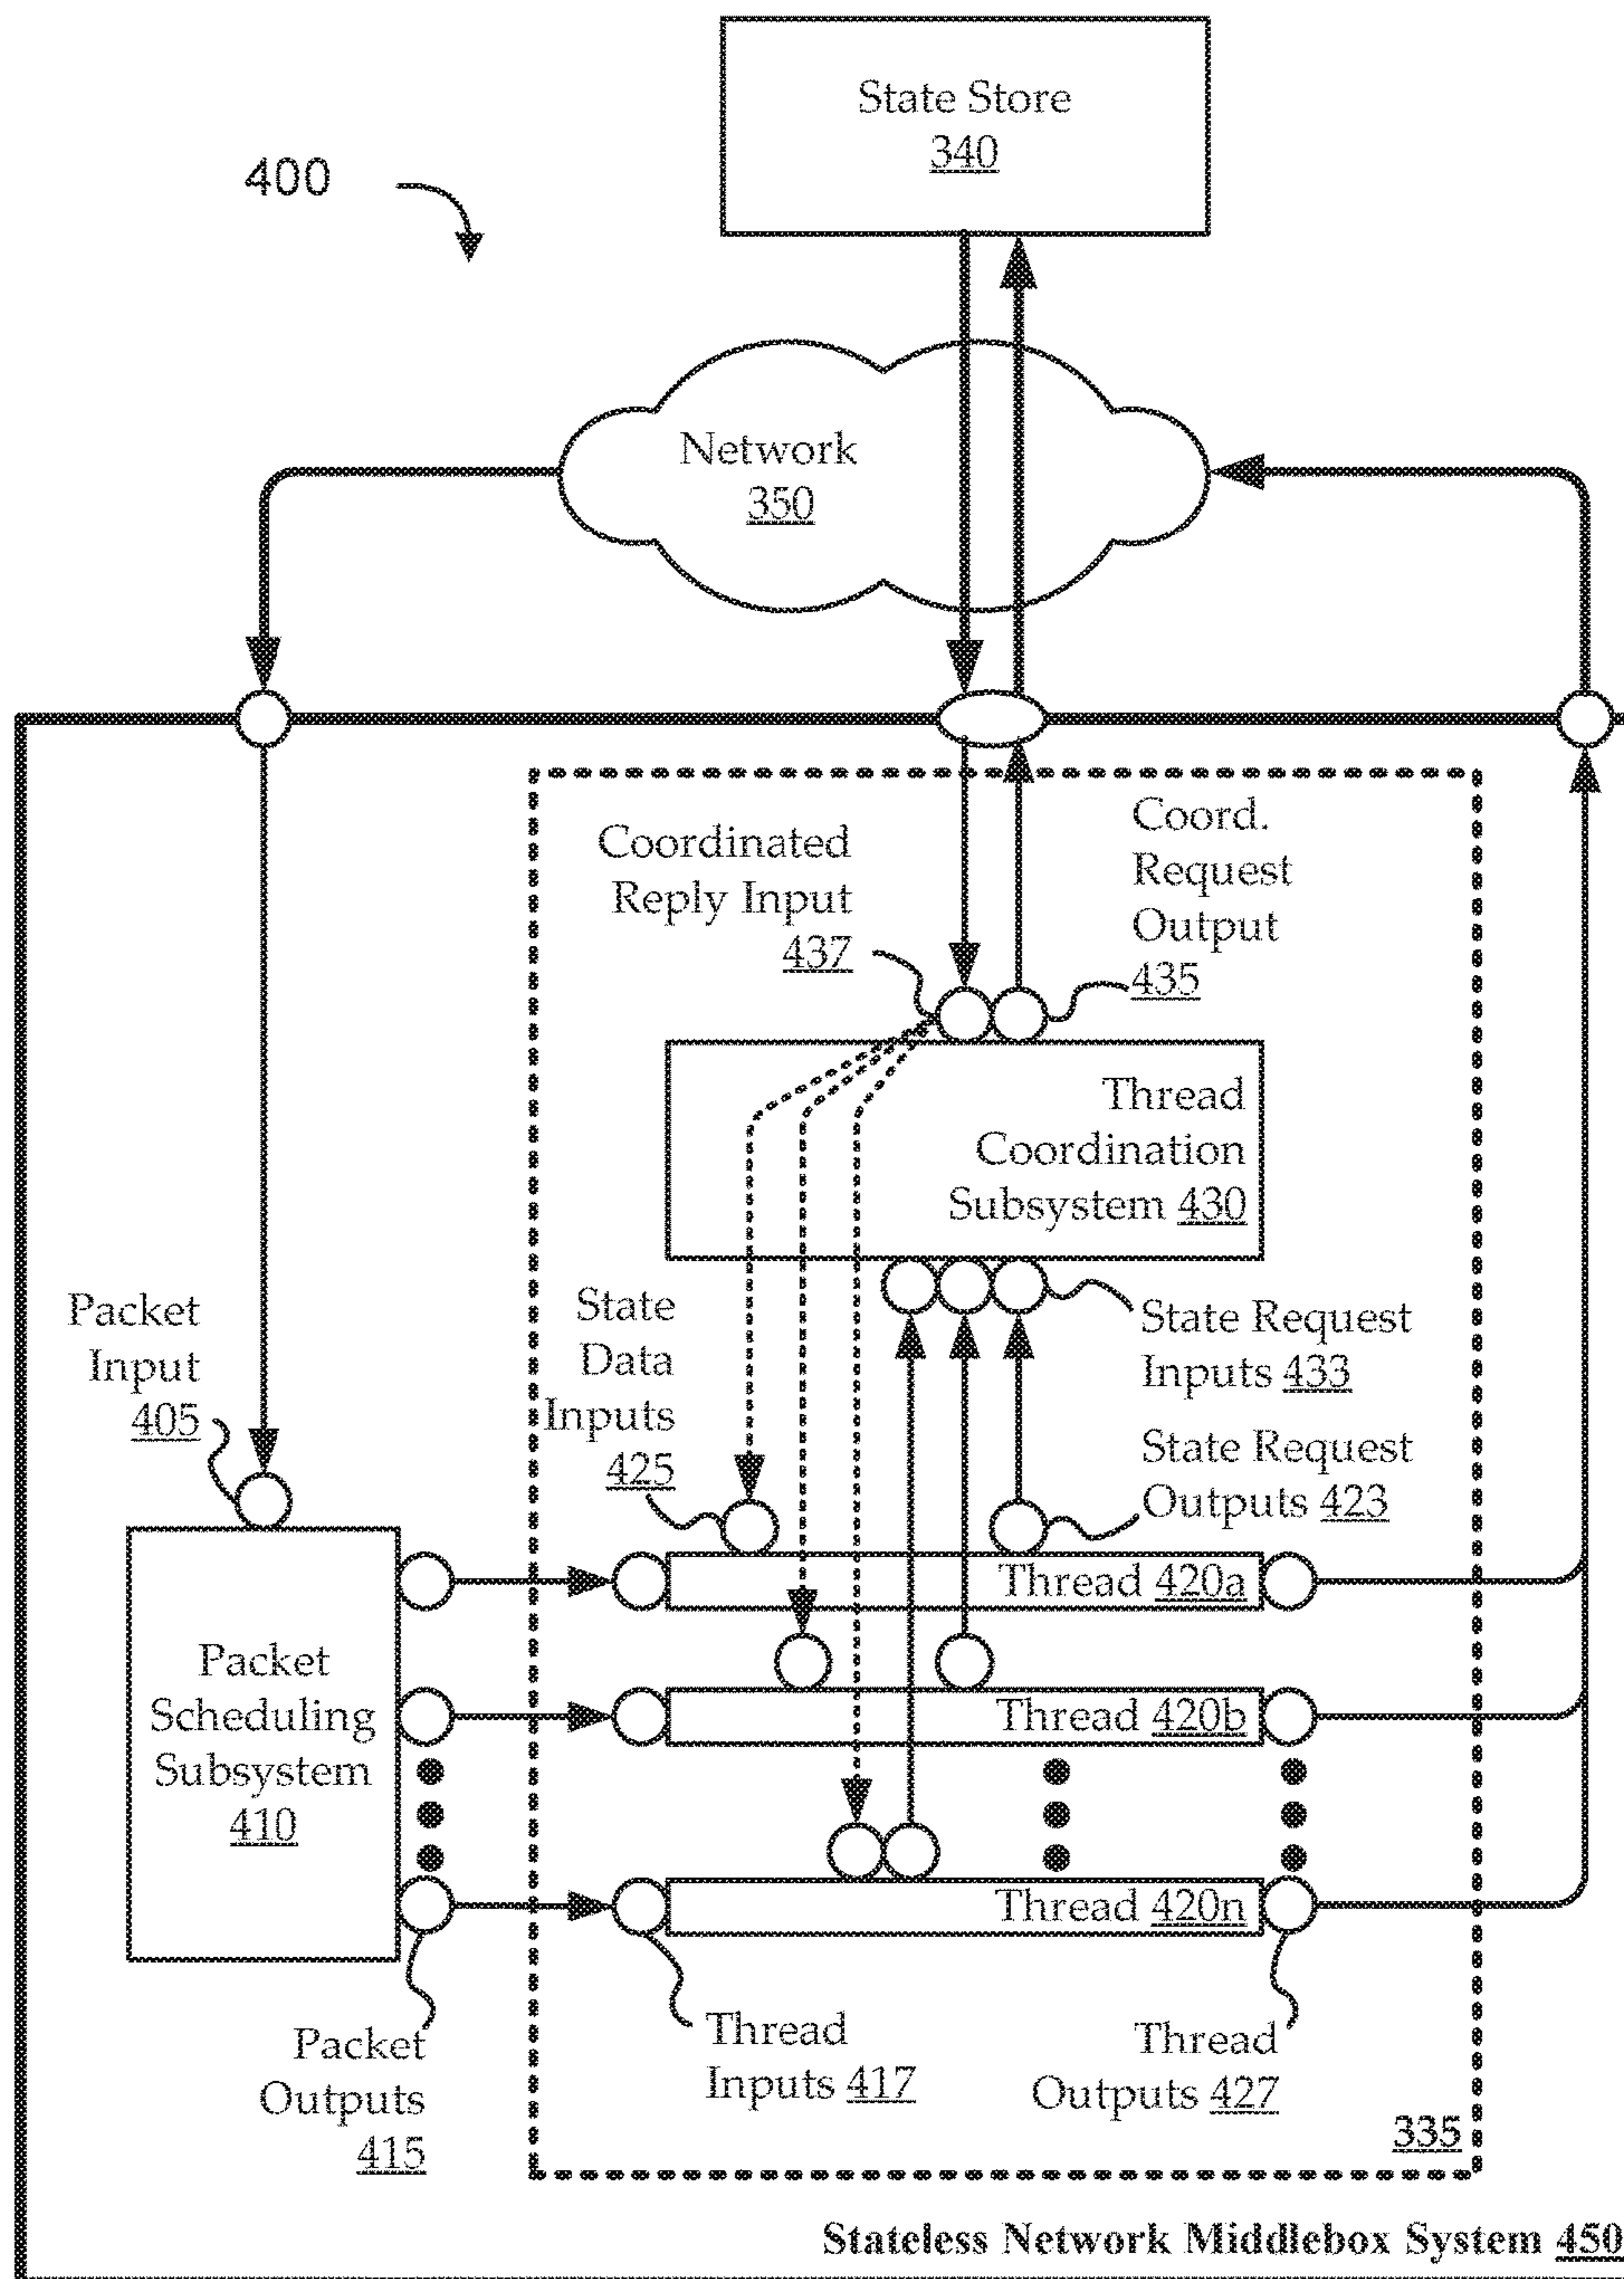 State Store
340
400
Network
350
Coordinated
Reply Input
437
Coord.
Request
Output
435
Thread
Coordination
Subsystem 430
Packet
Input
405
State
Data
Inputs
425
State Request
Inputs 433
State Request
Outputs 423
Thread 420a
Packet
Scheduling
Subsystem
410
Thread 420b
Thread 420n
Packet
Outputs
415
Thread
Inputs 417
Thread
Outputs 427
335
Stateless Network Middlebox System 450